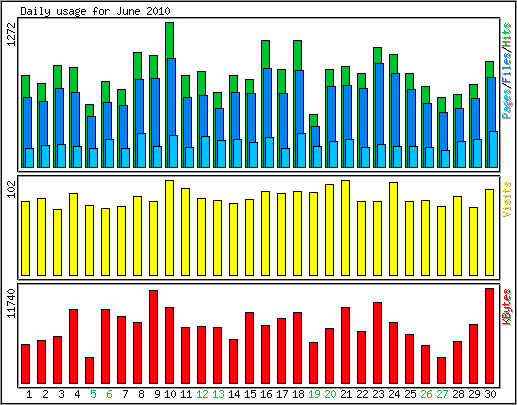 Daily usage for June 2010
1272
Pages/Files/Hits
102
Visits
11740
KBytes
1 2 3 4 5 6 7 8 9 10 11 12 13 14 15 16 17 18 19 20 21 22 23 24 25 26 27 28 29 30